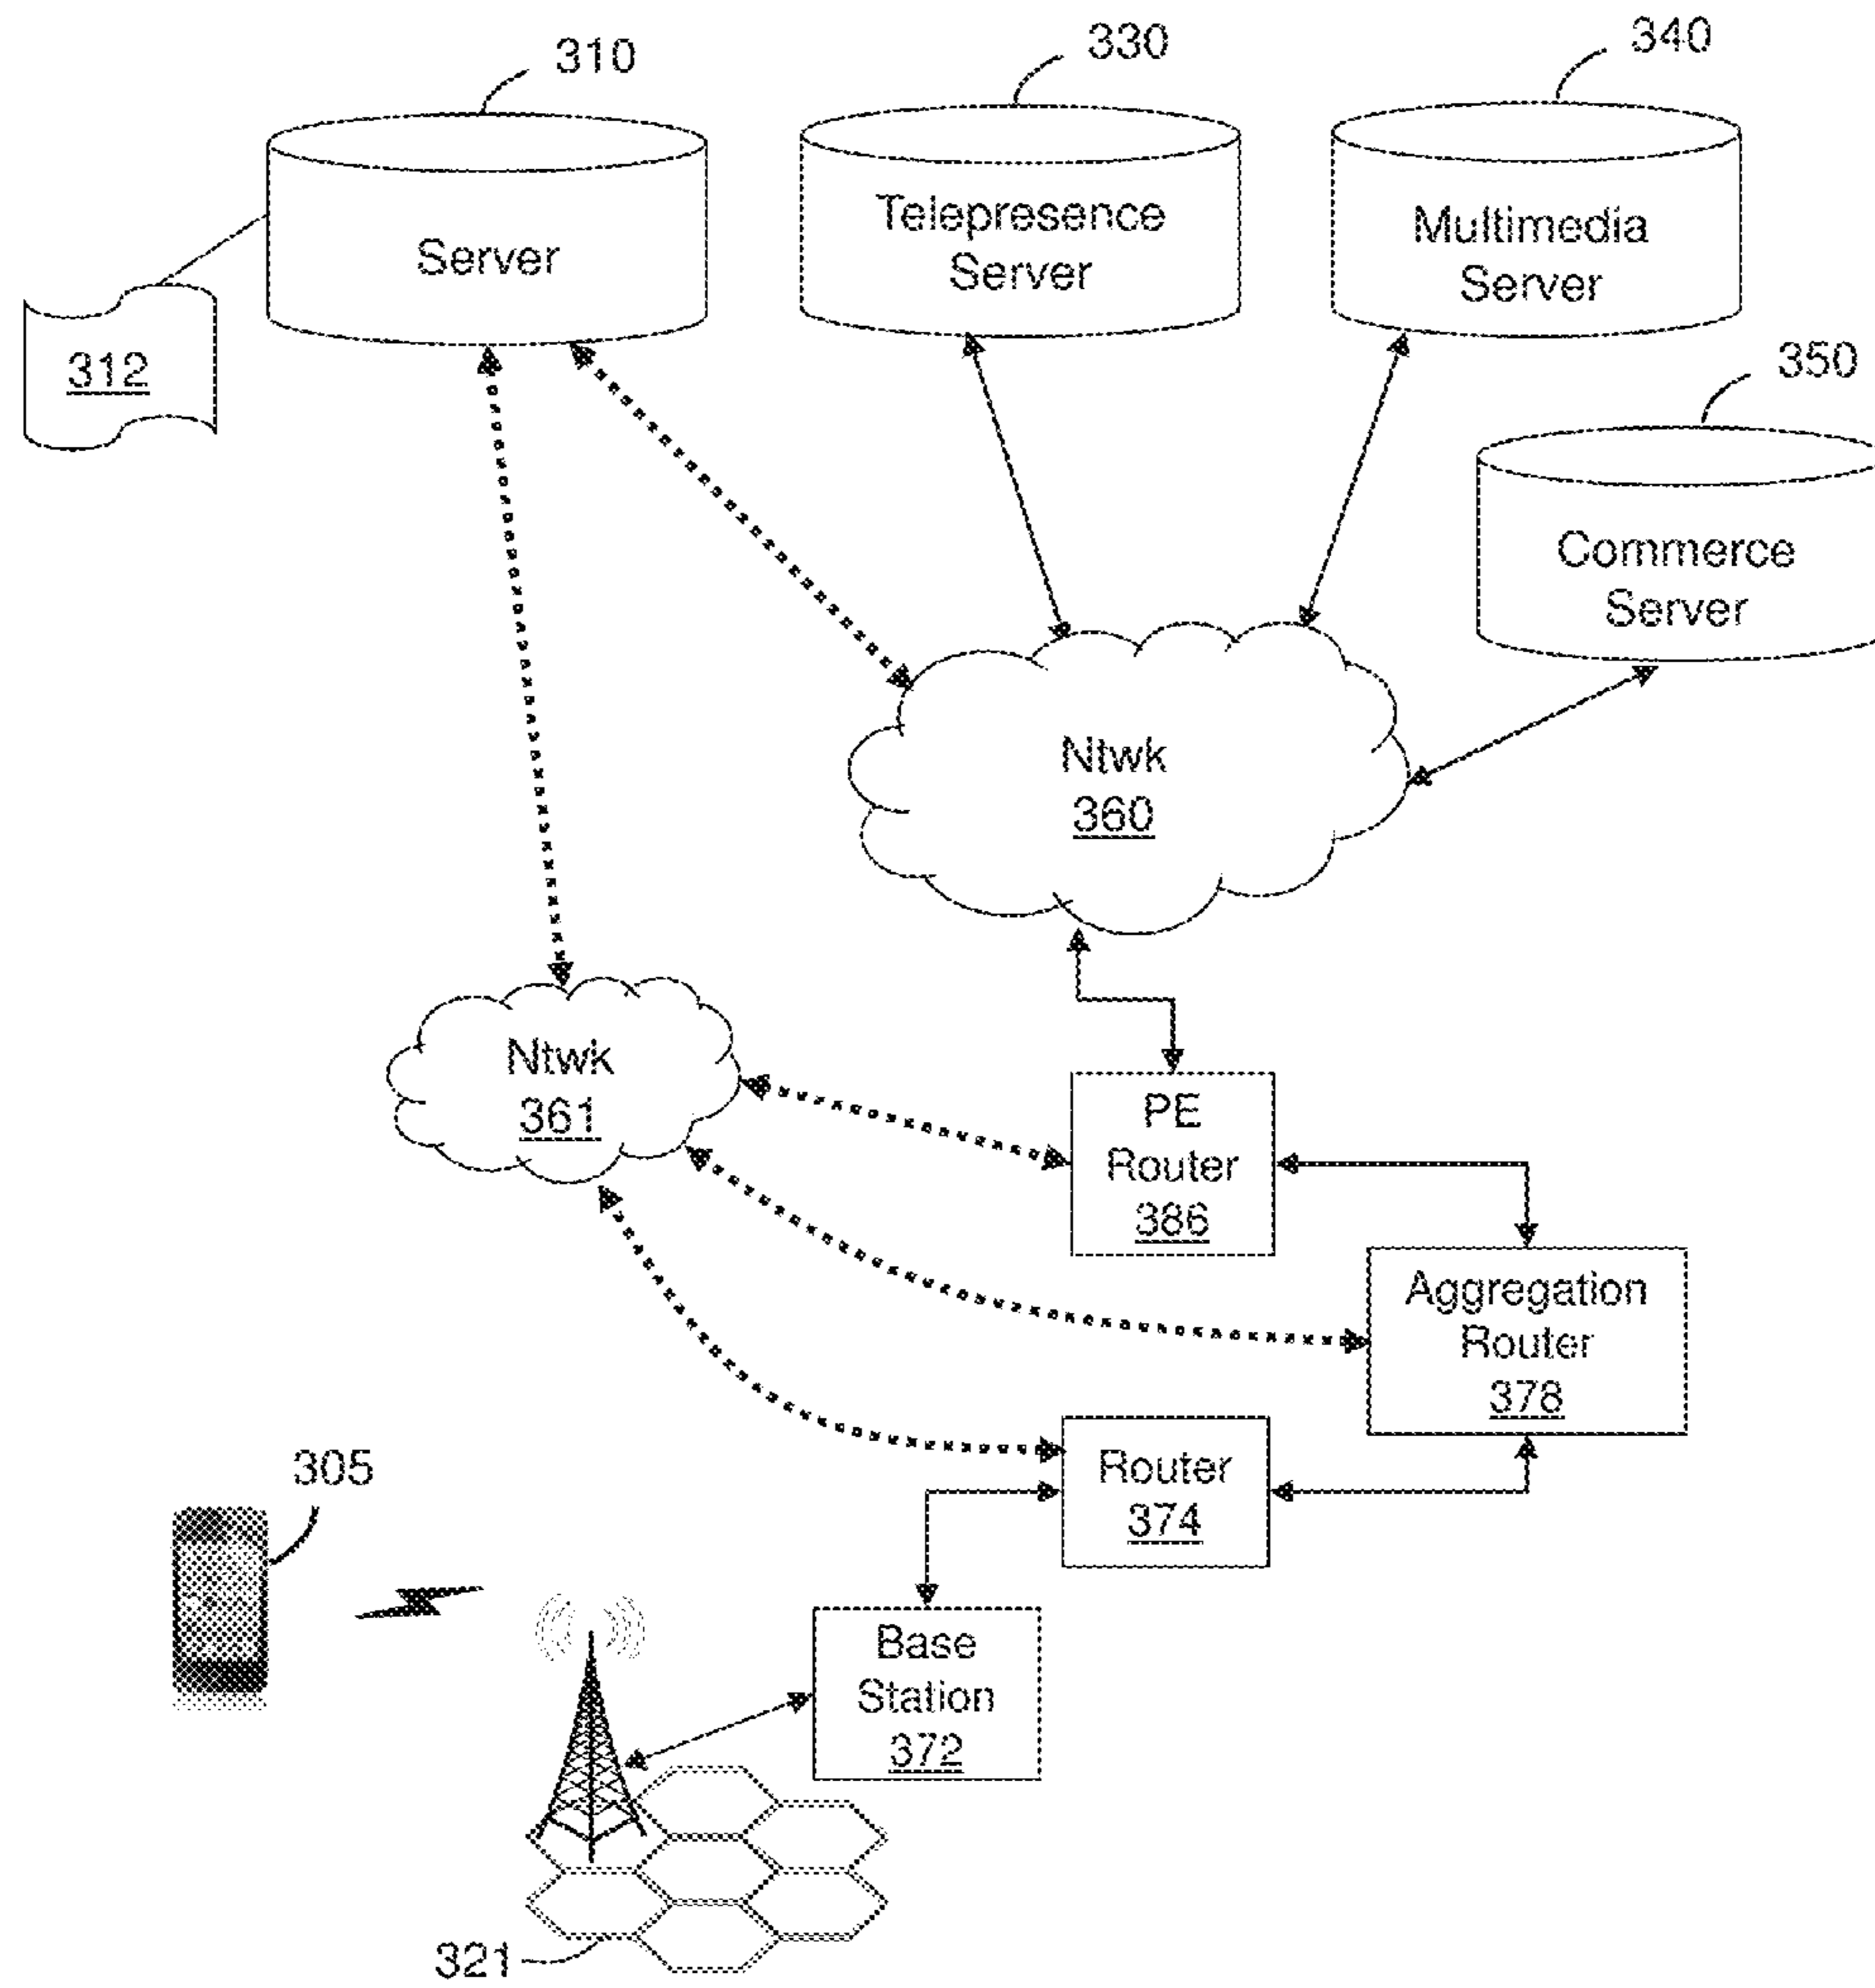 310
330
340
Server
Telepresence
Server
Multimedia
Server
312
350
Commerce
Server
Ntwk
360
Ntwk
361
PE
Router
386
Aggregation
Router
378
305
Router
374
Base
Station
372
321